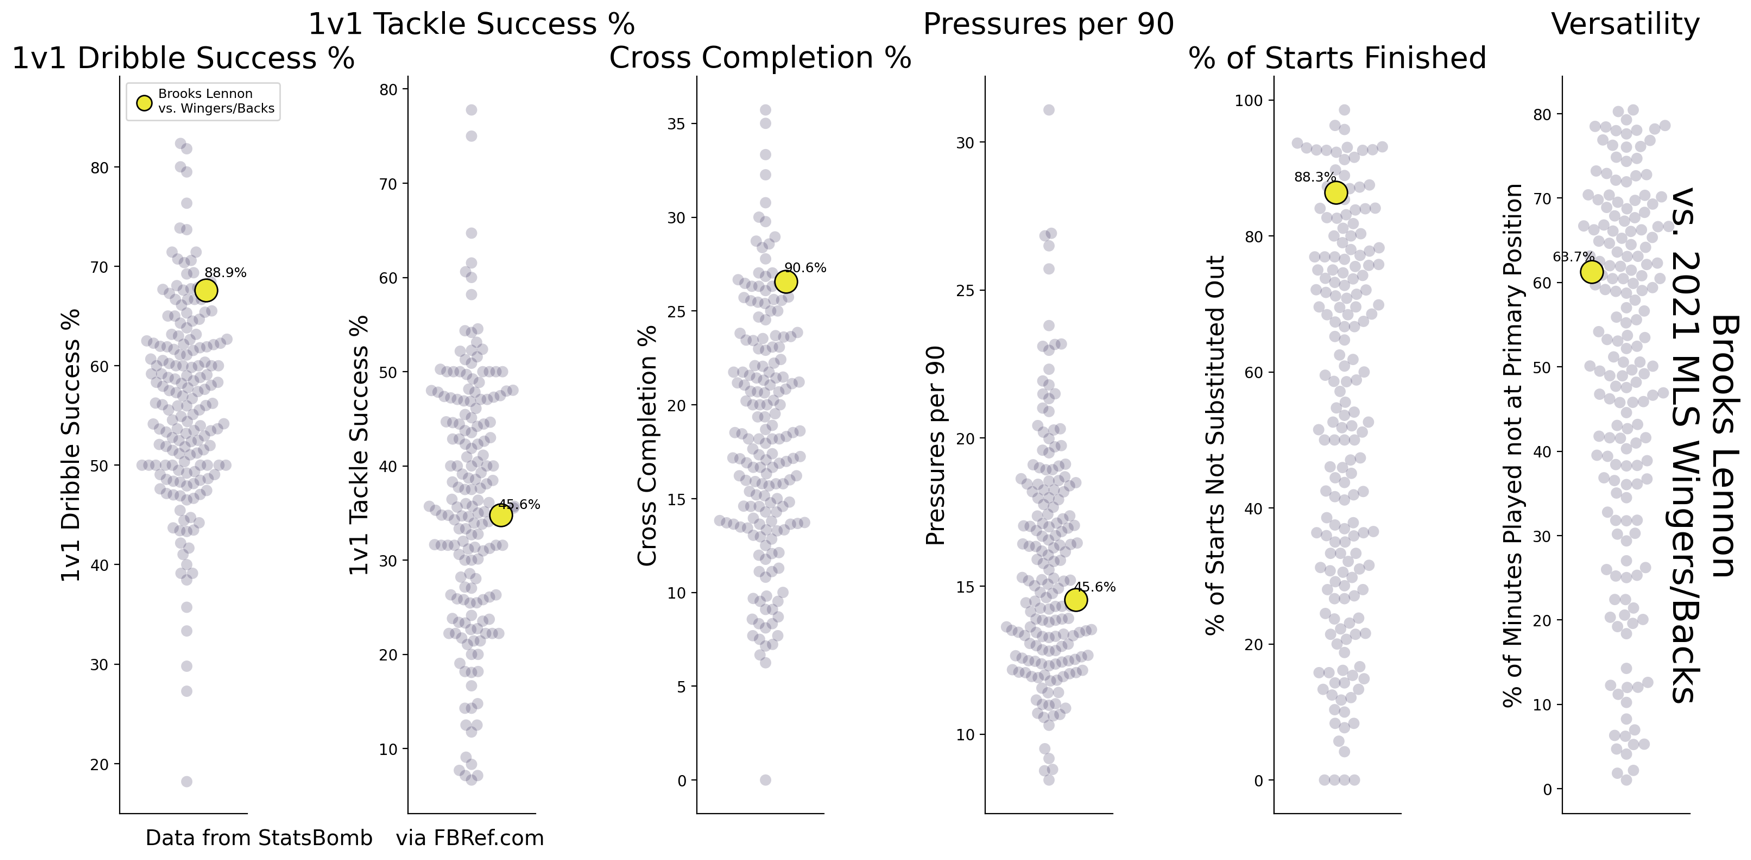 1v1 Tackle Success %
Pressures per 90
Versatility
1v1 Dribble Success %
Cross Completion %
% of Starts Finished
Brooks Lennon
vs. Wingers/Backs
1v1 Dribble Success %
80
70
60
50
40
30
20
88.9%
1v1 Tackle Success %
80
70
60
50
40
30
20
10
45.6%
Cross Completion %
35
30
25
20
15
10
5
0
90.6%
Pressures per 90
30
25
20
15
10
45.6%
% of Starts Not Substituted Out
100
80
60
40
20
0
88.3%
% of Minutes Played not at Primary Position
80
70
60
50
40
30
20
10
0
63.7%
Brooks Lennon
vs. 2021 MLS Wingers/Backs
Data from StatsBomb via FBRef.com